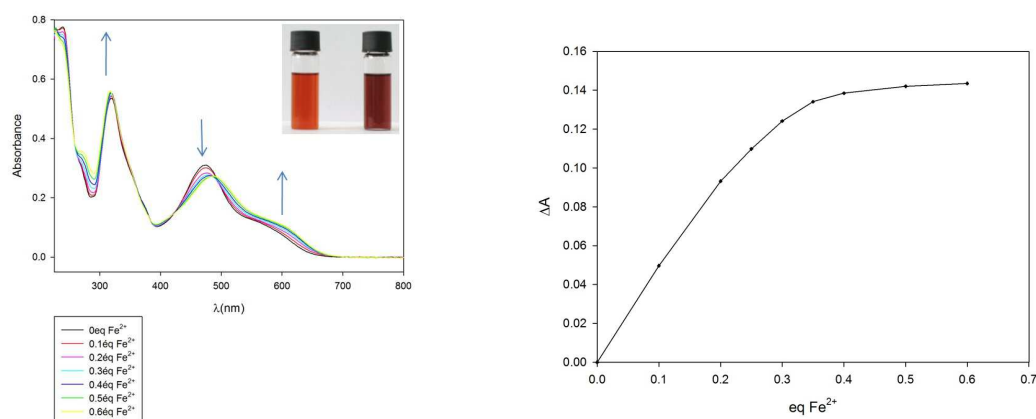 Absorbance
0.8
0.6
0.4
0.2
0.0
300 400 500 600 700 800
λ(nm)
0eq Fe²⁺
0.1éq Fe²⁺
0.2éq Fe²⁺
0.3éq Fe²⁺
0.4éq Fe²⁺
0.5éq Fe²⁺
0.6éq Fe²⁺
ΔA
0.16
0.14
0.12
0.10
0.08
0.06
0.04
0.02
0.00
0.0 0.1 0.2 0.3 0.4 0.5 0.6 0.7
eq Fe²⁺